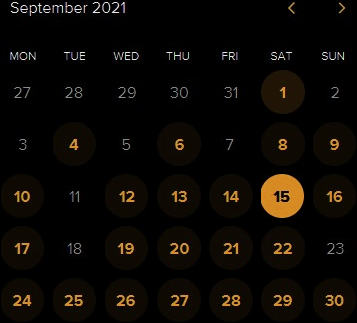 September 2021
MON TUE WED THU FRI SAT SUN
27 28 29 30 31 1 2
3 4 5 6 7 8 9
10 11 12 13 14 15 16
17 18 19 20 21 22 23
24 25 26 27 28 29 30